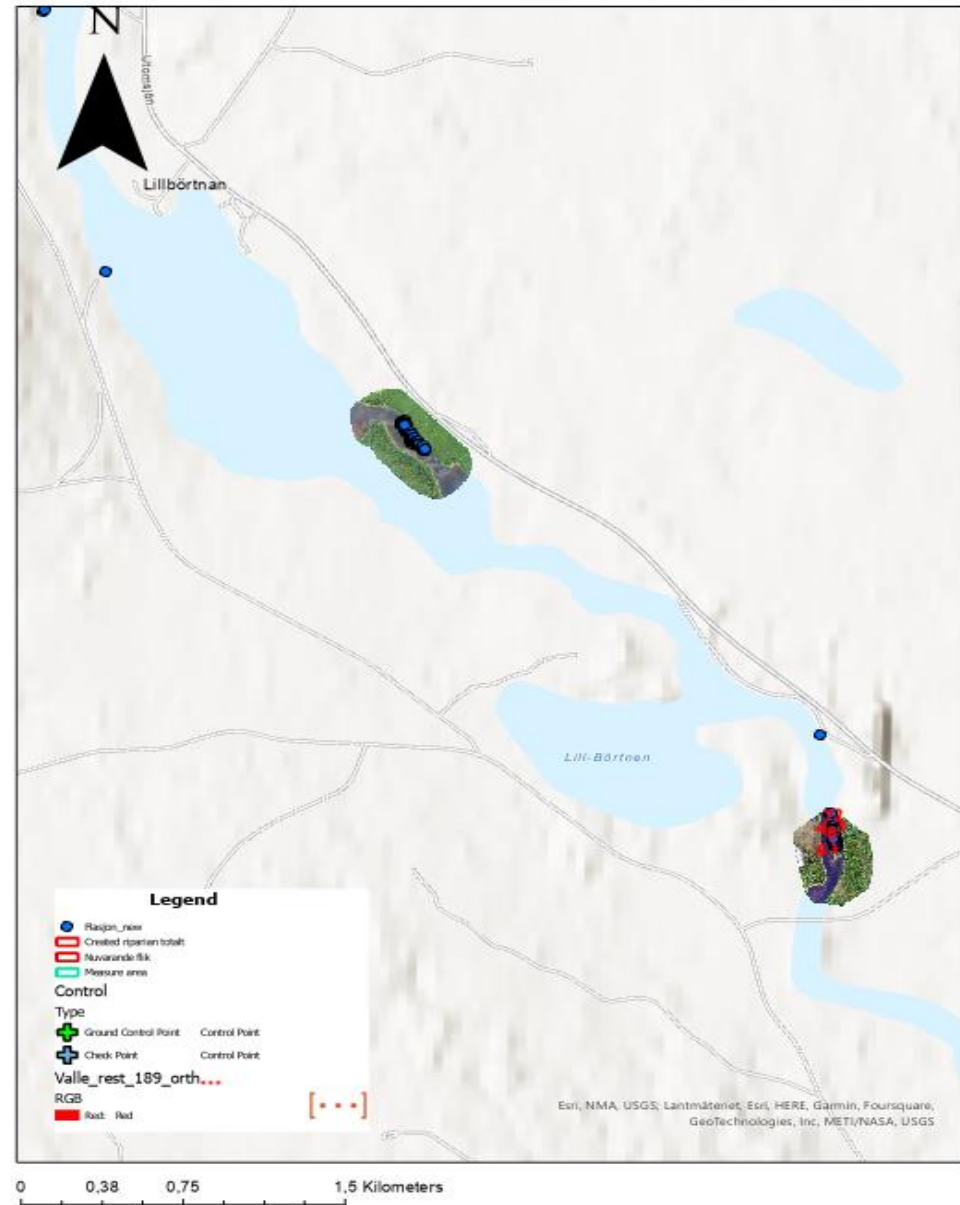 N
Utomsjön
Lillbörtnan
Lill-Börtnen
Legend
Flasjon_new
Created riparian totalt
Nuvarande flik
Measure area
Control
Type
Ground Control Point Control Point
Check Point Control Point
Valle_rest_189_orth...
RGB
Red: Red
[...]
Esri, NMA, USGS; Lantmäteriet, Esri, HERE, Garmin, Foursquare,
GeoTechnologies, Inc, METI/NASA, USGS
0 0,38 0,75 1,5 Kilometers